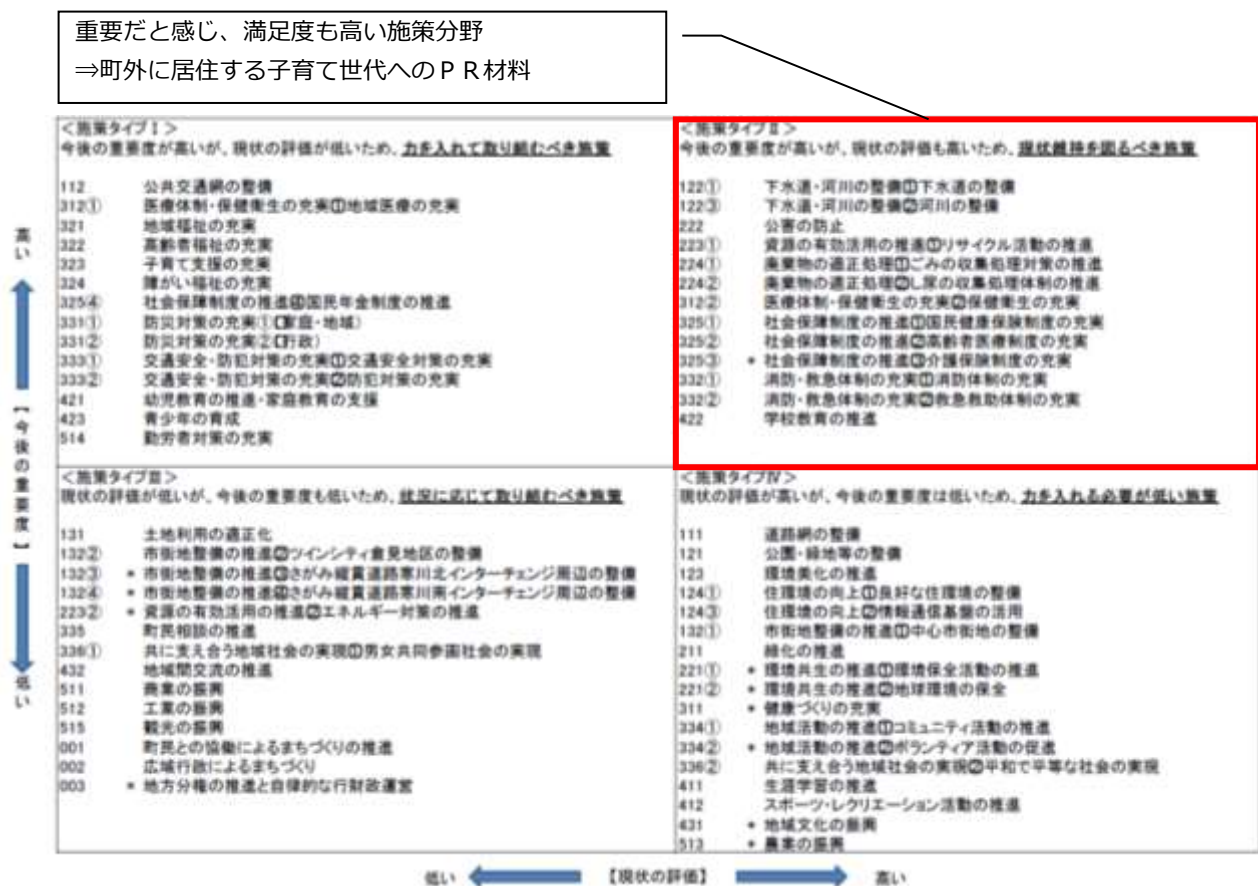 重要だと感じ、満足度も高い施策分野
⇒町外に居住する子育て世代へのＰＲ材料
＜施策タイプⅠ＞
今後の重要度が高いが、現状の評価が低いため、力を入れて取り組むべき施策
112 公共交通網の整備
312① 医療体制・保健衛生の充実①地域医療の充実
321 地域福祉の充実
322 高齢者福祉の充実
323 子育て支援の充実
324 障がい福祉の充実
325④ 社会保障制度の推進④国民年金制度の推進
331① 防災対策の充実①(家庭・地域)
331② 防災対策の充実②(行政)
333① 交通安全・防犯対策の充実①交通安全対策の充実
333② 交通安全・防犯対策の充実②防犯対策の充実
421 幼児教育の推進・家庭教育の支援
423 青少年の育成
514 勤労者対策の充実
＜施策タイプⅡ＞
今後の重要度が高いが、現状の評価も高いため、現状維持を図るべき施策
122① 下水道・河川の整備①下水道の整備
122③ 下水道・河川の整備②河川の整備
222 公害の防止
223① 資源の有効活用の推進①リサイクル活動の推進
224① 廃棄物の適正処理①ごみの収集処理対策の推進
224② 廃棄物の適正処理②し尿の収集処理体制の推進
312② 医療体制・保健衛生の充実②保健衛生の充実
325① 社会保障制度の推進①国民健康保険制度の充実
325② 社会保障制度の推進②高齢者医療制度の充実
325③ * 社会保障制度の推進③介護保険制度の充実
332① 消防・救急体制の充実①消防体制の充実
332② 消防・救急体制の充実②救急救助体制の充実
422 学校教育の推進
＜施策タイプⅢ＞
現状の評価が低いが、今後の重要度も低いため、状況に応じて取り組むべき施策
131 土地利用の適正化
132② 市街地整備の推進②ツインシティ倉見地区の整備
132③ * 市街地整備の推進③さがみ縦貫道路寒川北インターチェンジ周辺の整備
132④ * 市街地整備の推進④さがみ縦貫道路寒川南インターチェンジ周辺の整備
223② * 資源の有効活用の推進②エネルギー対策の推進
335 町民相談の推進
336① 共に支え合う地域社会の実現①男女共同参画社会の実現
432 地域間交流の推進
511 商業の振興
512 工業の振興
515 観光の振興
001 町民との協働によるまちづくりの推進
002 広域行政によるまちづくり
003 * 地方分権の推進と自律的な行財政運営
＜施策タイプⅣ＞
現状の評価が高いが、今後の重要度は低いため、力を入れる必要が低い施策
111 道路網の整備
121 公園・緑地等の整備
123 環境美化の推進
124① 住環境の向上①良好な住環境の整備
124③ 住環境の向上②情報通信基盤の活用
132① 市街地整備の推進①中心市街地の整備
211 緑化の推進
221① * 環境共生の推進①環境保全活動の推進
221② * 環境共生の推進②地球環境の保全
311 * 健康づくりの充実
334① 地域活動の推進①コミュニティ活動の推進
334② * 地域活動の推進②ボランティア活動の促進
336② 共に支え合う地域社会の実現②平和で平等な社会の実現
411 生涯学習の推進
412 スポーツ・レクリエーション活動の推進
431 * 地域文化の振興
513 * 農業の振興
高い
【今後の重要度】
低い
低い 【現状の評価】 高い